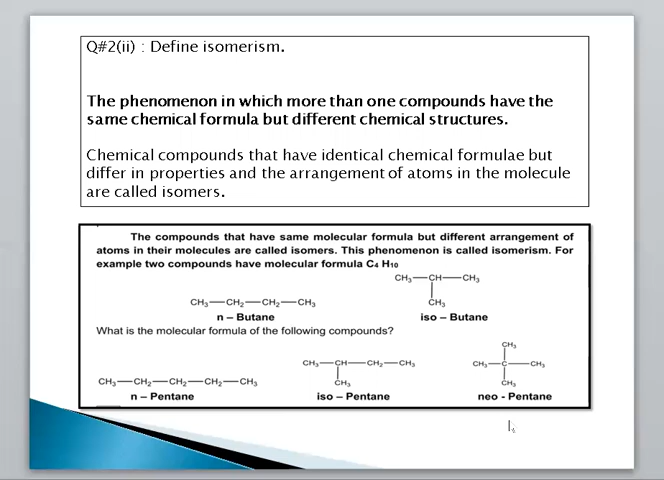 Q#2(ii) : Define isomerism.
The phenomenon in which more than one compounds have the
same chemical formula but different chemical structures.
Chemical compounds that have identical chemical formulae but
differ in properties and the arrangement of atoms in the molecule
are called isomers.
The compounds that have same molecular formula but different arrangement of
atoms in their molecules are called isomers. This phenomenon is called isomerism. For
example two compounds have molecular formula C₄ H₁₀
CH₃—CH—CH₃
CH₃
CH₃—CH₂—CH₂—CH₃
n – Butane
iso – Butane
What is the molecular formula of the following compounds?
CH₃—CH₂—CH₂—CH₂—CH₃
n – Pentane
CH₃—CH—CH₂—CH₃
CH₃
iso – Pentane
CH₃
CH₃—C—CH₃
CH₃
neo - Pentane